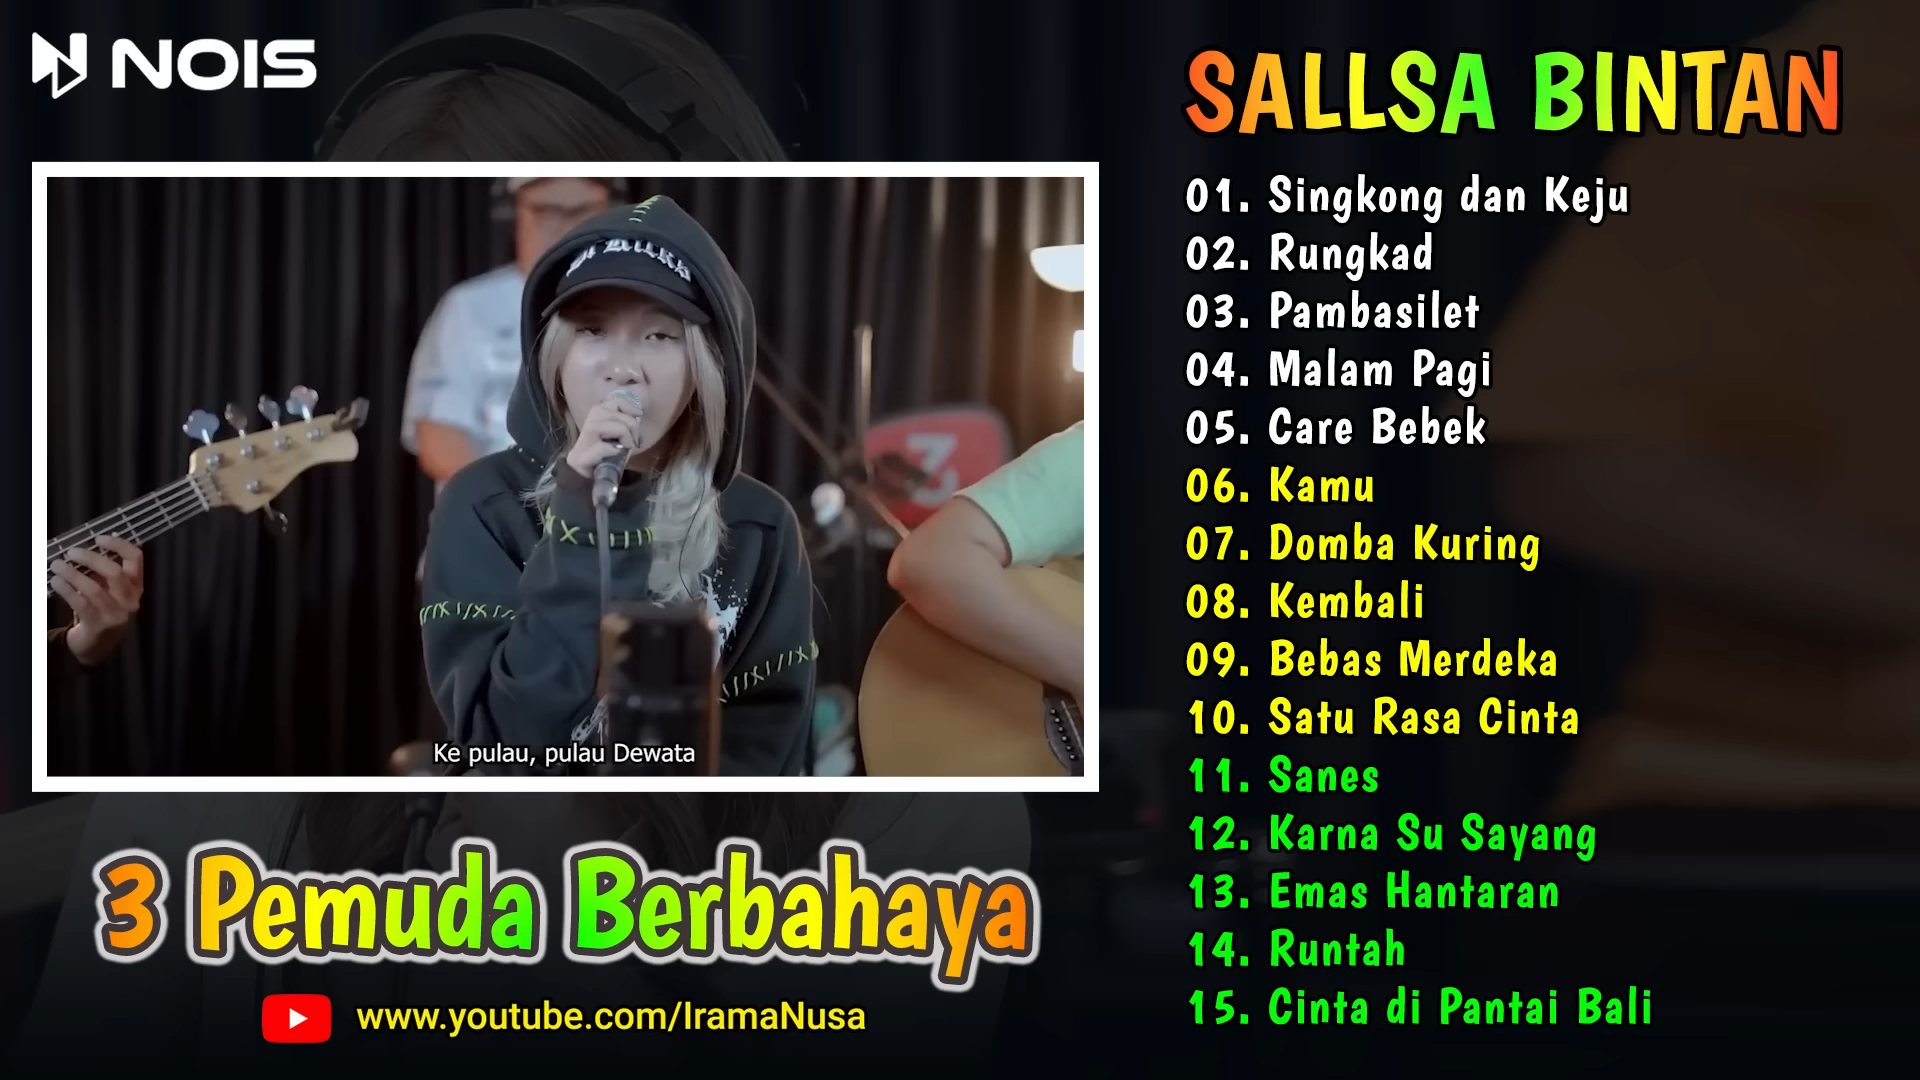 NOIS
SALLSA BINTAN
01. Singkong dan Keju
02. Rungkad
03. Pambasilet
04. Malam Pagi
05. Care Bebek
06. Kamu
07. Domba Kuring
08. Kembali
09. Bebas Merdeka
10. Satu Rasa Cinta
11. Sanes
12. Karna Su Sayang
13. Emas Hantaran
14. Runtah
15. Cinta di Pantai Bali
3
Ke pulau, pulau Dewata
3 Pemuda Berbahaya
www.youtube.com/IramaNusa